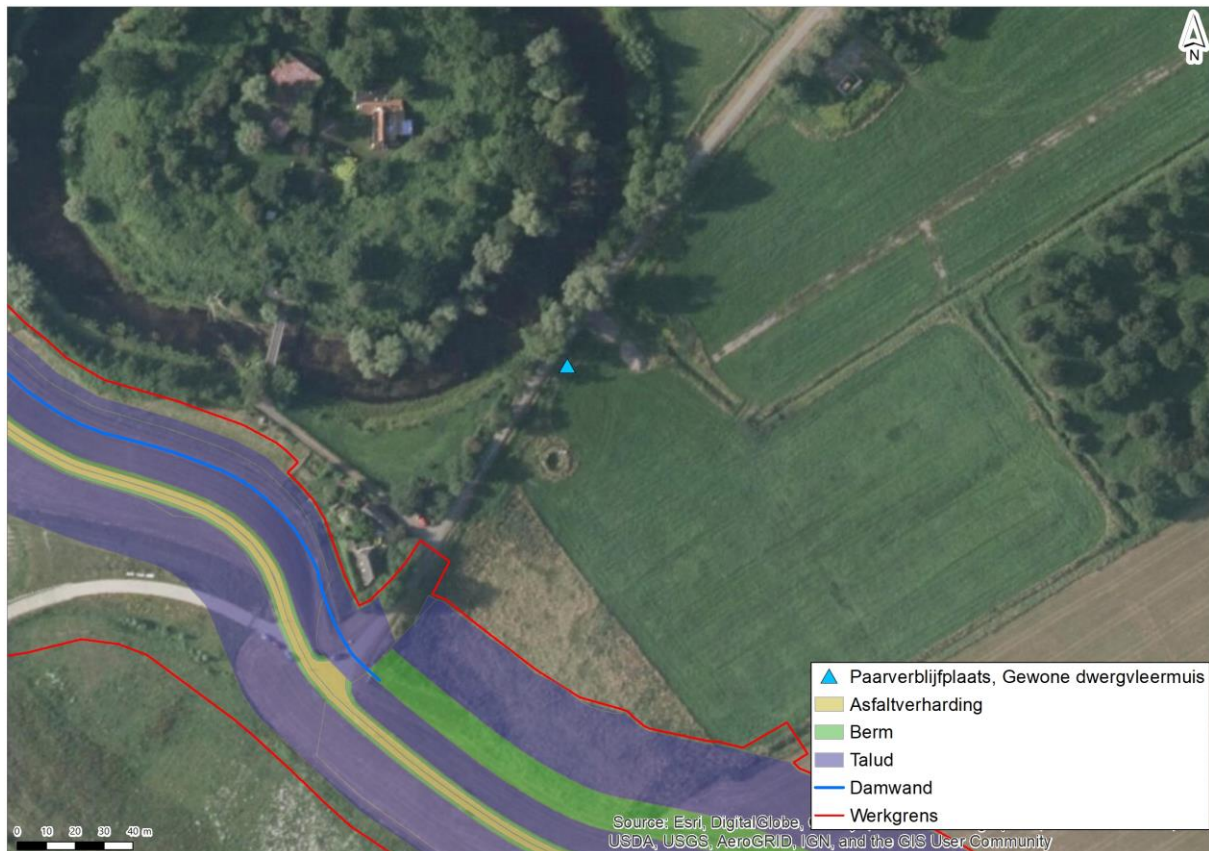 N
Paarverblijfplaats, Gewone dwergvleermuis
Asfaltverharding
Berm
Talud
Damwand
Werkgrens
0 10 20 30 40 m
Source: Esri, DigitalGlobe,
USDA, USGS, AeroGRID, IGN, and the GIS User Community